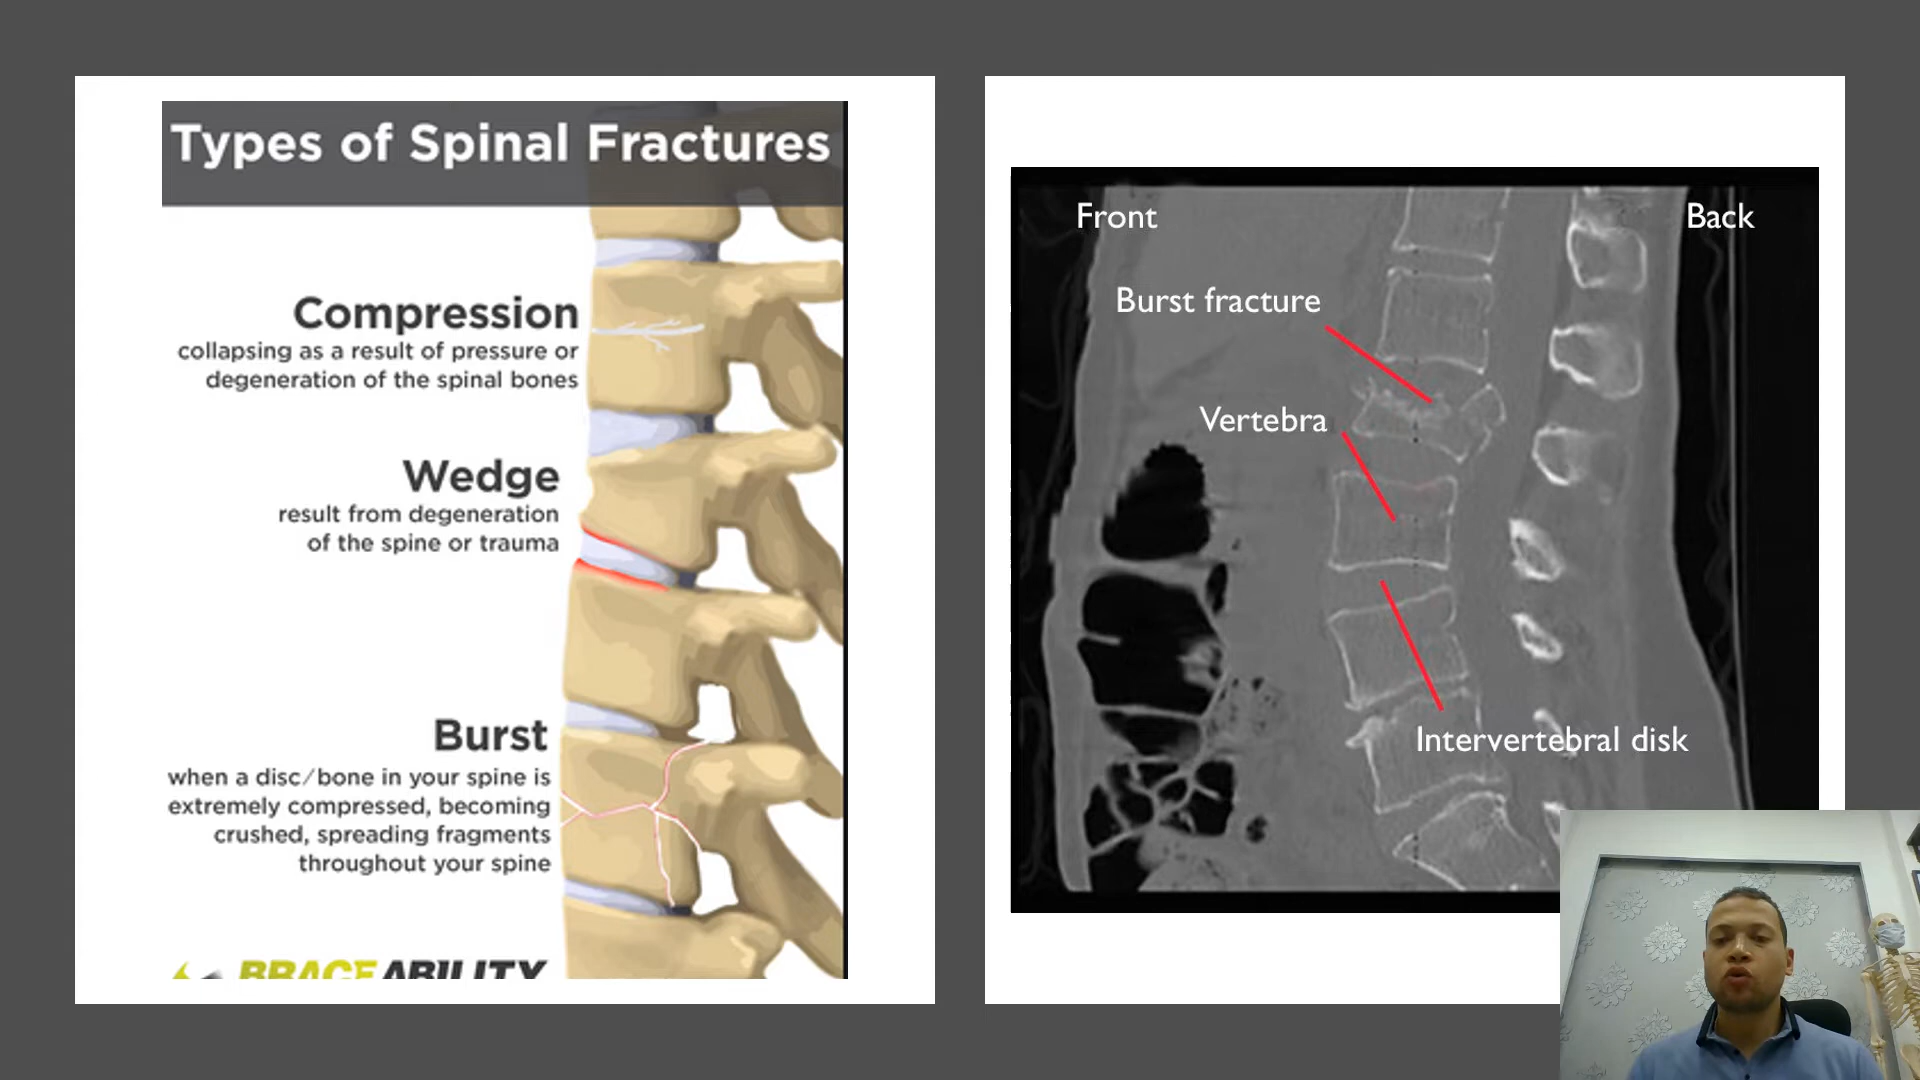 Types of Spinal Fractures
Compression
collapsing as a result of pressure or
degeneration of the spinal bones
Wedge
result from degeneration
of the spine or trauma
Burst
when a disc/bone in your spine is
extremely compressed, becoming
crushed, spreading fragments
throughout your spine
BRACEABILITY
Front
Back
Burst fracture
Vertebra
Intervertebral disk